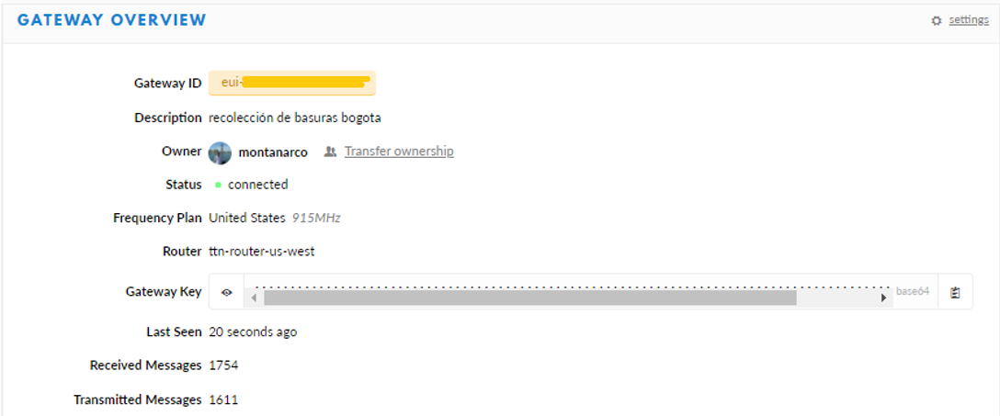 GATEWAY OVERVIEW
settings
Gateway ID eui-
Description recolección de basuras bogota
Owner montanarco Transfer ownership
Status connected
Frequency Plan United States 915MHz
Router ttn-router-us-west
Gateway Key base64
Last Seen 20 seconds ago
Received Messages 1754
Transmitted Messages 1611